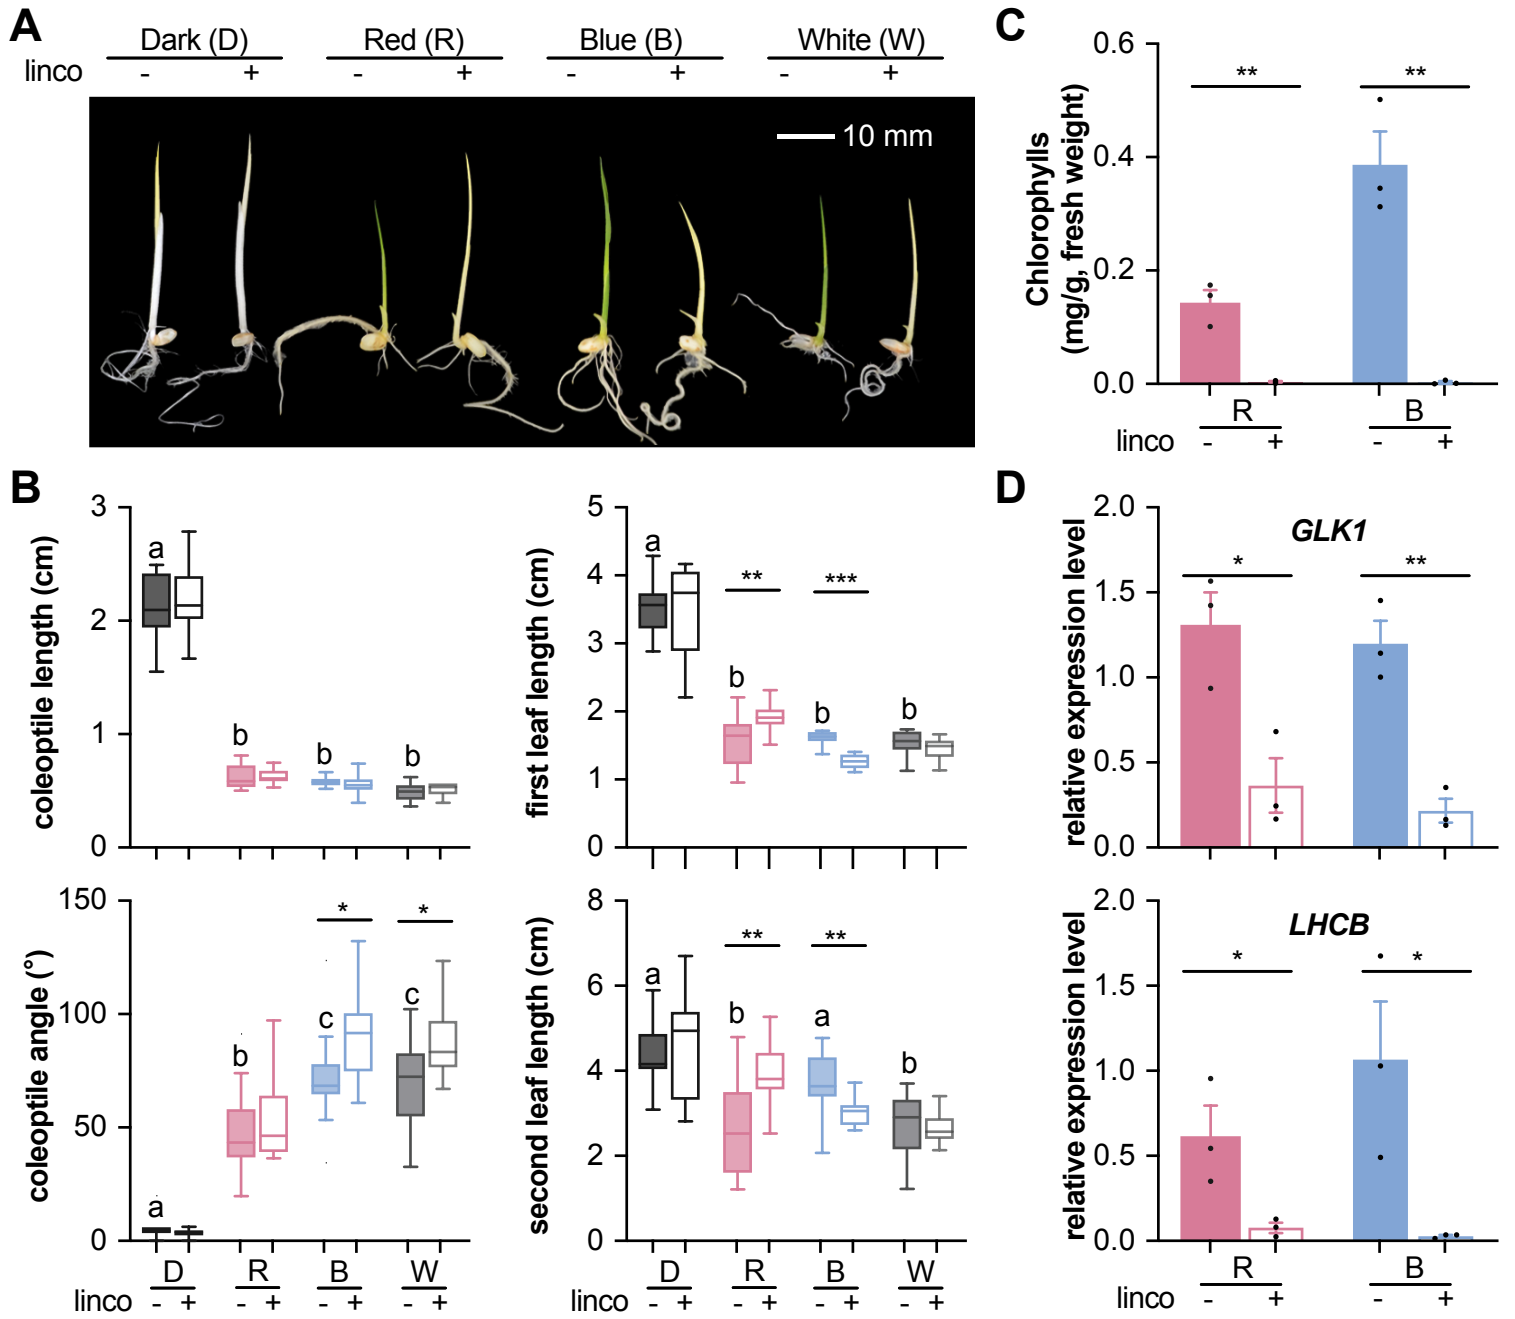 A
Dark (D) Red (R) Blue (B) White (W)
linco - + - + - + - +
10 mm
B
coleoptile length (cm)
3
2
1
0
a
b
b
b
first leaf length (cm)
5
4
3
2
1
0
a
b
b
b
**
***
coleoptile angle (°)
150
100
50
0
a
b
c
c
*
*
D R B W
linco - + - + - + - +
second leaf length (cm)
8
6
4
2
0
a
b
a
b
**
**
D R B W
linco - + - + - + - +
C
Chlorophylls
(mg/g, fresh weight)
0.6
0.4
0.2
0.0
**
**
R B
linco - + - +
D
GLK1
relative expression level
2.0
1.5
1.0
0.5
0.0
*
**
LHCB
relative expression level
2.0
1.5
1.0
0.5
0.0
*
*
R B
linco - + - +